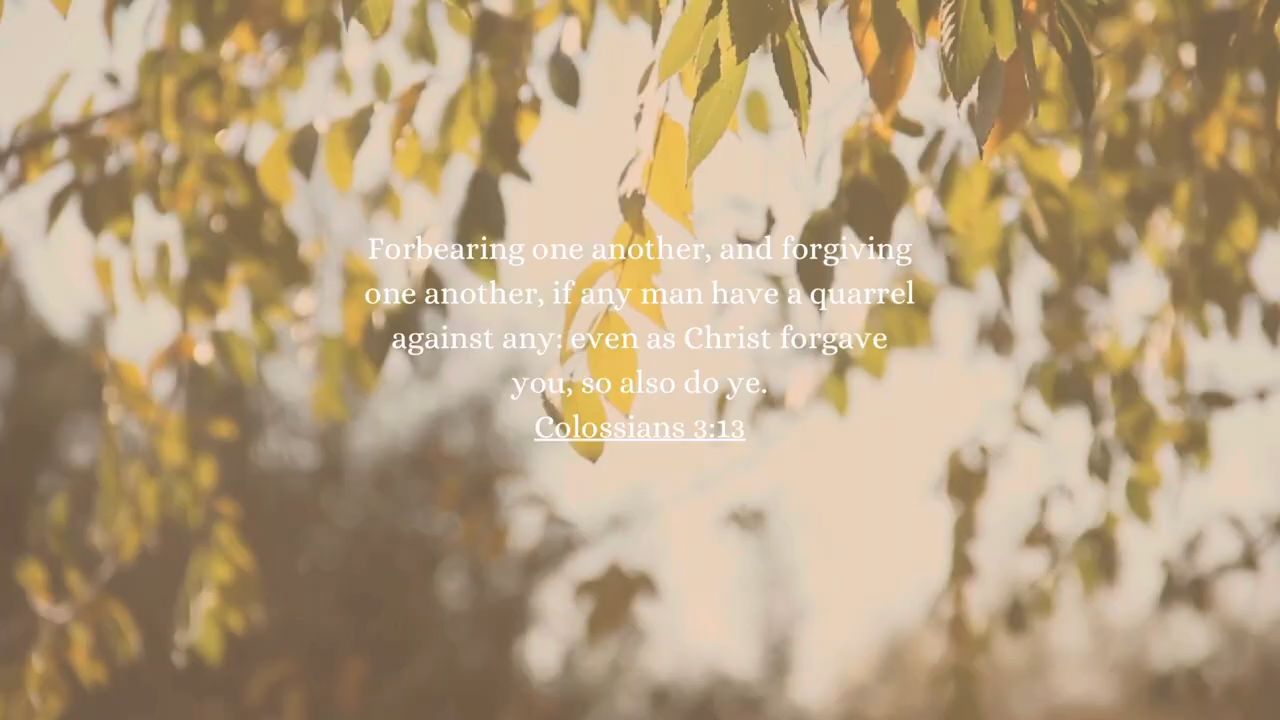 Forbearing one another, and forgiving
one another, if any man have a quarrel
against any: even as Christ forgave
you, so also do ye.
Colossians 3:13